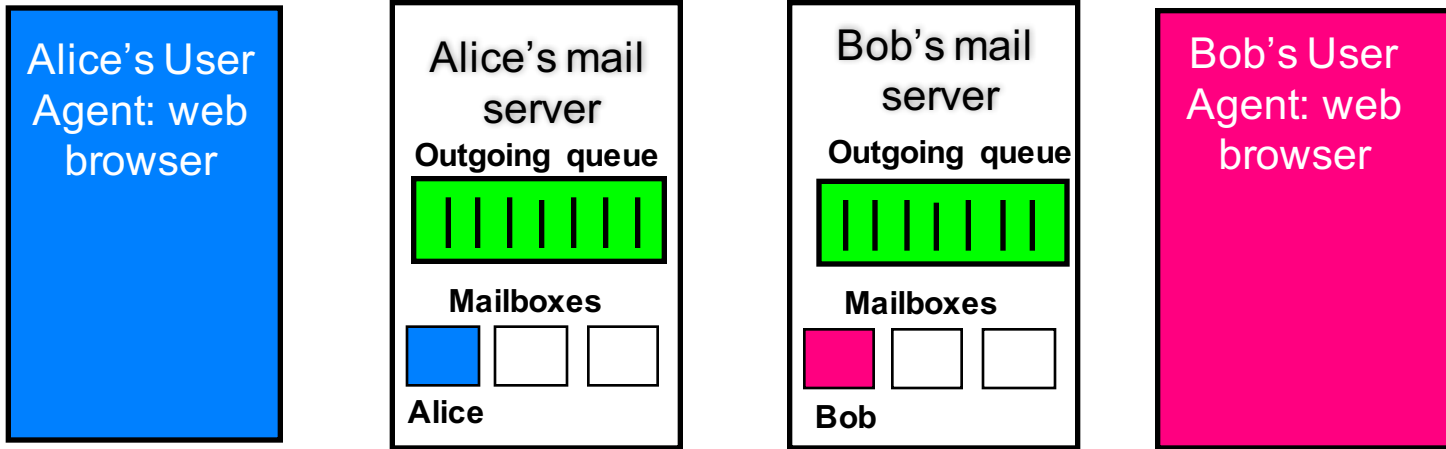 Alice’s User
Agent: web
browser
Alice’s mail
server
Outgoing queue
Mailboxes
Alice
Bob’s mail
server
Outgoing queue
Mailboxes
Bob
Bob’s User
Agent: web
browser